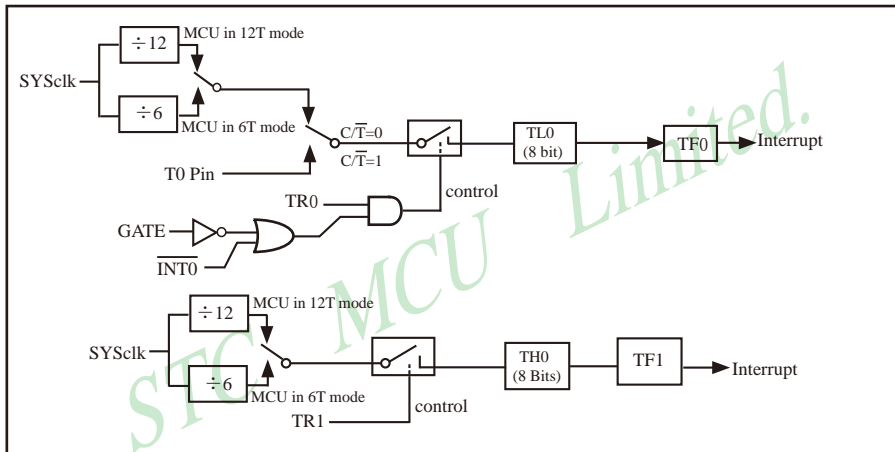 ÷12
MCU in 12T mode
SYSclk
÷6
MCU in 6T mode
C/T̅=0
C/T̅=1
T0 Pin
TL0
(8 bit)
TF0
Interrupt
control
TR0
GATE
I̅N̅T̅0̅
÷12
MCU in 12T mode
SYSclk
÷6
MCU in 6T mode
TH0
(8 Bits)
TF1
Interrupt
control
TR1
STC MCU Limited.